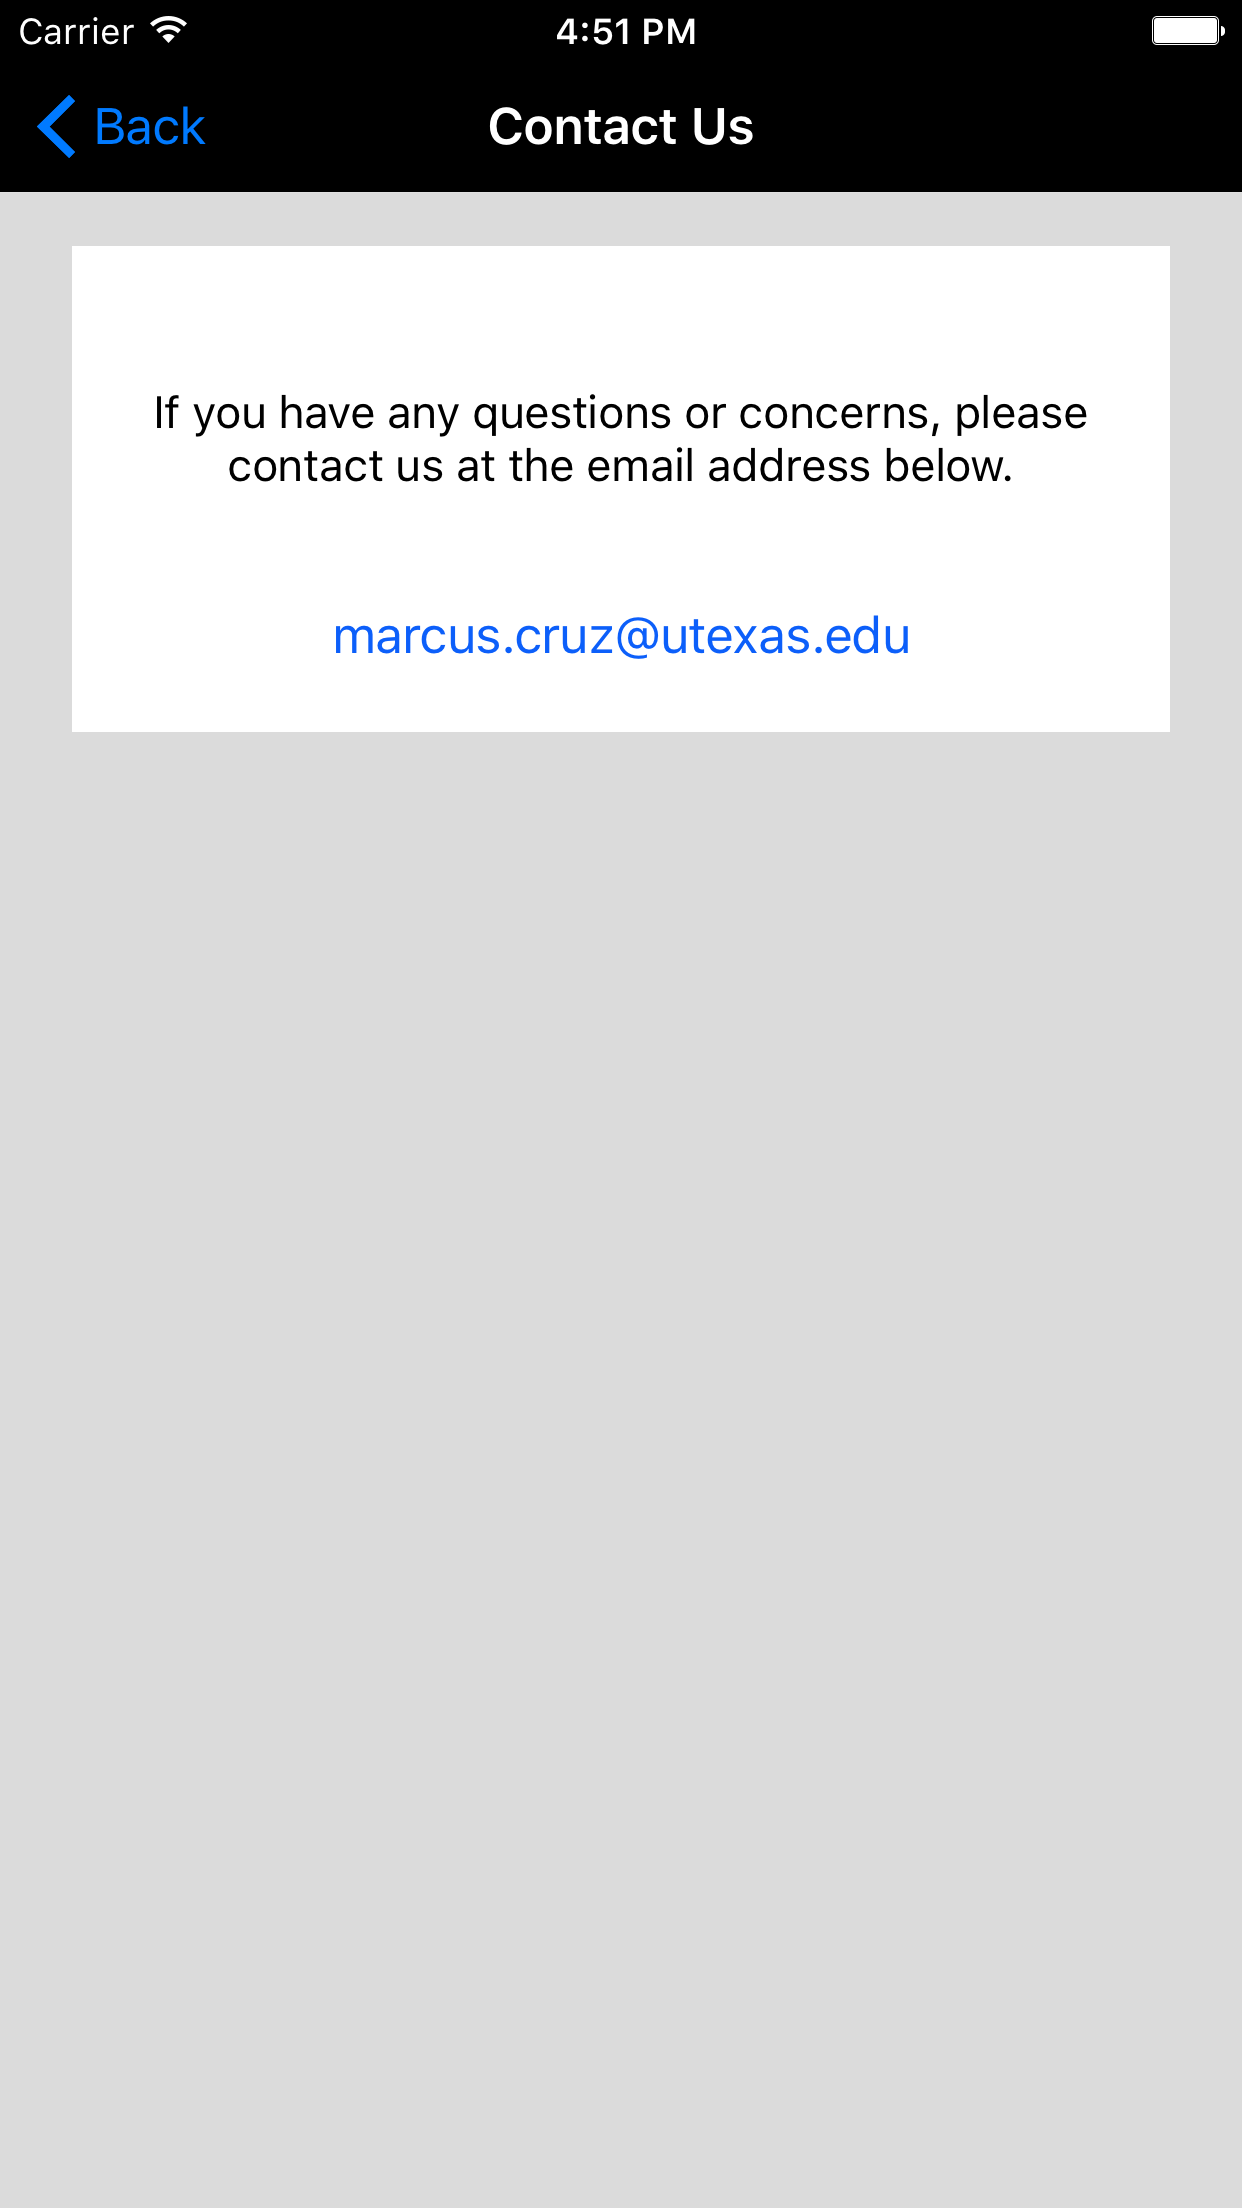 Carrier
4:51 PM
Back
Contact Us
If you have any questions or concerns, please
contact us at the email address below.
marcus.cruz@utexas.edu